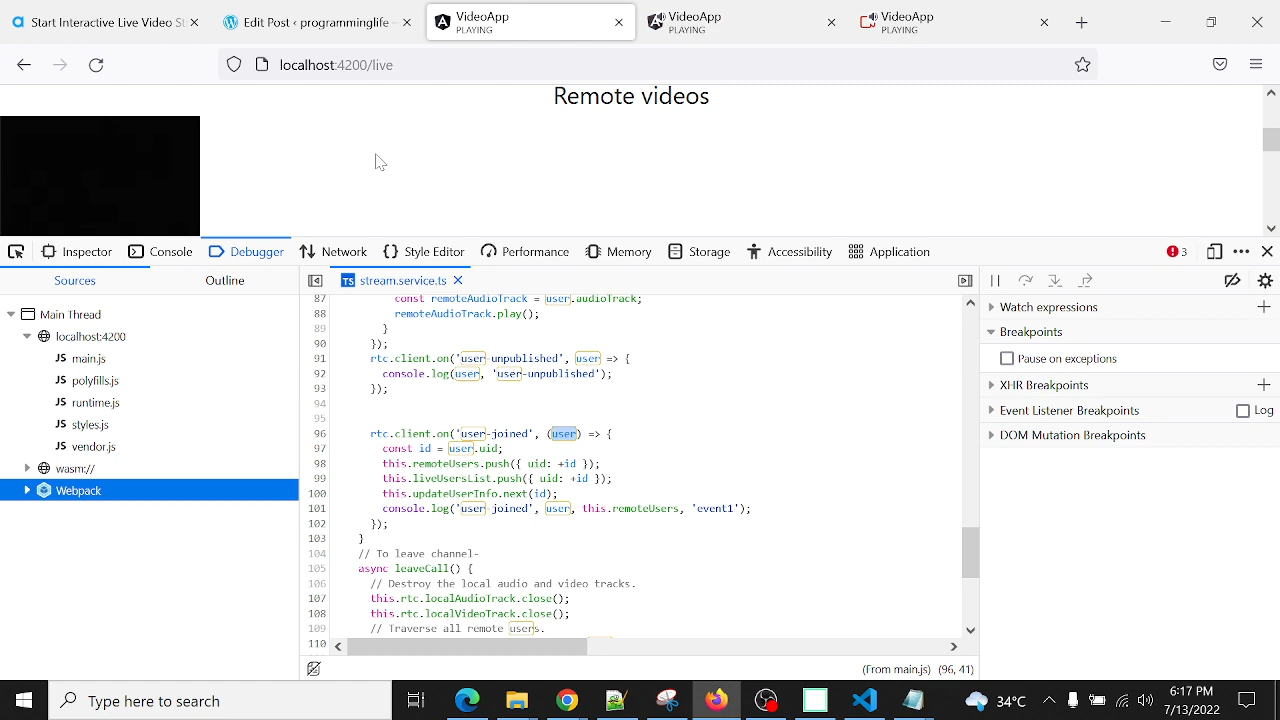 Start Interactive Live Video St
Edit Post ‹ programminglife –
VideoApp
PLAYING
VideoApp
PLAYING
VideoApp
PLAYING
localhost:4200/live
Remote videos
Inspector
Console
Debugger
Network
Style Editor
Performance
Memory
Storage
Accessibility
Application
3
Sources
Outline
TS stream.service.ts
Main Thread
localhost:4200
JS main.js
JS polyfills.js
JS runtime.js
JS styles.js
JS vendor.js
wasm://
Webpack
87 const remoteAudioTrack = user.audioTrack;
88 remoteAudioTrack.play();
89 }
90 });
91 rtc.client.on('user-unpublished', user => {
92 console.log(user, 'user-unpublished');
93 });
94
95
96 rtc.client.on('user-joined', (user) => {
97 const id = user.uid;
98 this.remoteUsers.push({ uid: +id });
99 this.liveUsersList.push({ uid: +id });
100 this.updateUserInfo.next(id);
101 console.log('user-joined', user, this.remoteUsers, 'event1');
102 });
103 }
104 // To leave channel-
105 async leaveCall() {
106 // Destroy the local audio and video tracks.
107 this.rtc.localAudioTrack.close();
108 this.rtc.localVideoTrack.close();
109 // Traverse all remote users.
110
(From main.js) (96, 41)
Watch expressions
Breakpoints
Pause on exceptions
XHR Breakpoints
Event Listener Breakpoints
Log
DOM Mutation Breakpoints
Type here to search
34°C
6:17 PM
7/13/2022